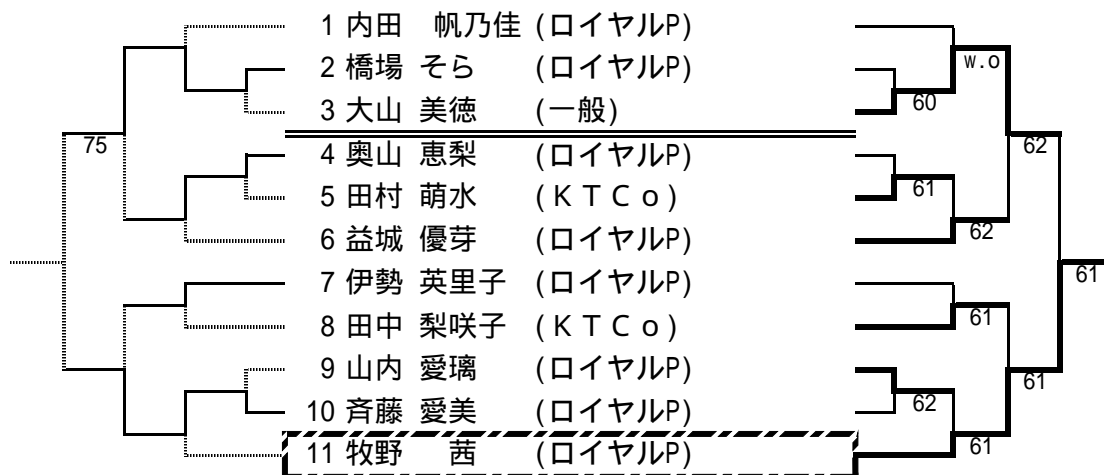 1 内田　帆乃佳 (ロイヤルP)
2 橋場 そら (ロイヤルP)
w.o
3 大山 美徳 (一般)
60
75
62
4 奥山 恵梨 (ロイヤルP)
5 田村 萌水 (ＫＴＣｏ)
61
6 益城 優芽 (ロイヤルP)
62
61
7 伊勢 英里子 (ロイヤルP)
8 田中 梨咲子 (ＫＴＣｏ)
61
9 山内 愛璃 (ロイヤルP)
61
10 斉藤 愛美 (ロイヤルP)
62
11 牧野　茜 (ロイヤルP)
61